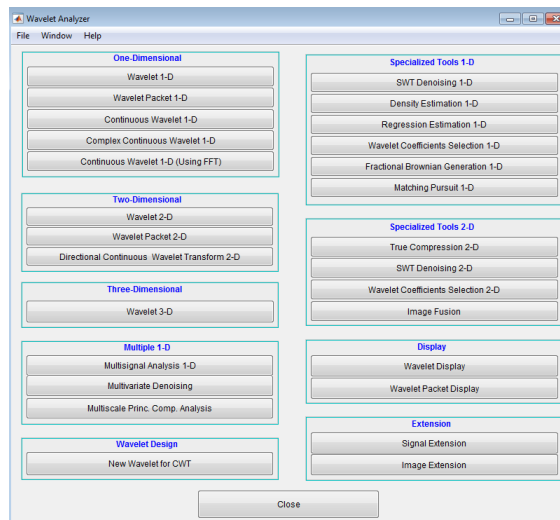 Wavelet Analyzer
File Window Help
One-Dimensional
Wavelet 1-D
Wavelet Packet 1-D
Continuous Wavelet 1-D
Complex Continuous Wavelet 1-D
Continuous Wavelet 1-D (Using FFT)
Two-Dimensional
Wavelet 2-D
Wavelet Packet 2-D
Directional Continuous Wavelet Transform 2-D
Three-Dimensional
Wavelet 3-D
Multiple 1-D
Multisignal Analysis 1-D
Multivariate Denoising
Multiscale Princ. Comp. Analysis
Wavelet Design
New Wavelet for CWT
Specialized Tools 1-D
SWT Denoising 1-D
Density Estimation 1-D
Regression Estimation 1-D
Wavelet Coefficients Selection 1-D
Fractional Brownian Generation 1-D
Matching Pursuit 1-D
Specialized Tools 2-D
True Compression 2-D
SWT Denoising 2-D
Wavelet Coefficients Selection 2-D
Image Fusion
Display
Wavelet Display
Wavelet Packet Display
Extension
Signal Extension
Image Extension
Close